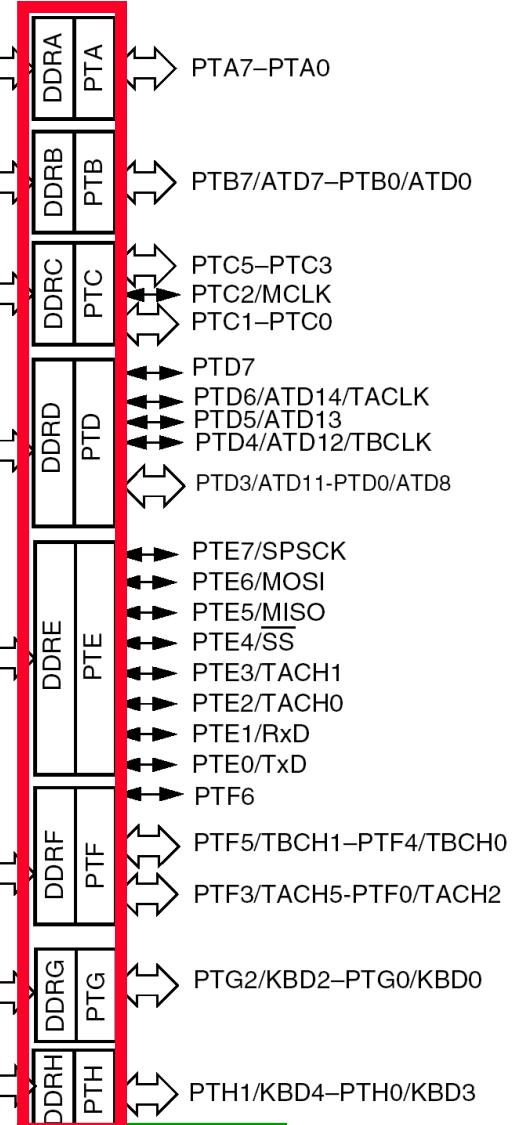 DDRA PTA PTA7–PTA0
DDRB PTB PTB7/ATD7–PTB0/ATD0
DDRC PTC PTC5–PTC3
PTC2/MCLK
PTC1–PTC0
DDRD PTD PTD7
PTD6/ATD14/TACLK
PTD5/ATD13
PTD4/ATD12/TBCLK
PTD3/ATD11-PTD0/ATD8
DDRE PTE PTE7/SPSCK
PTE6/MOSI
PTE5/MISO
PTE4/S̅S̅
PTE3/TACH1
PTE2/TACH0
PTE1/RxD
PTE0/TxD
DDRF PTF PTF6
PTF5/TBCH1–PTF4/TBCH0
PTF3/TACH5-PTF0/TACH2
DDRG PTG PTG2/KBD2–PTG0/KBD0
DDRH PTH PTH1/KBD4–PTH0/KBD3